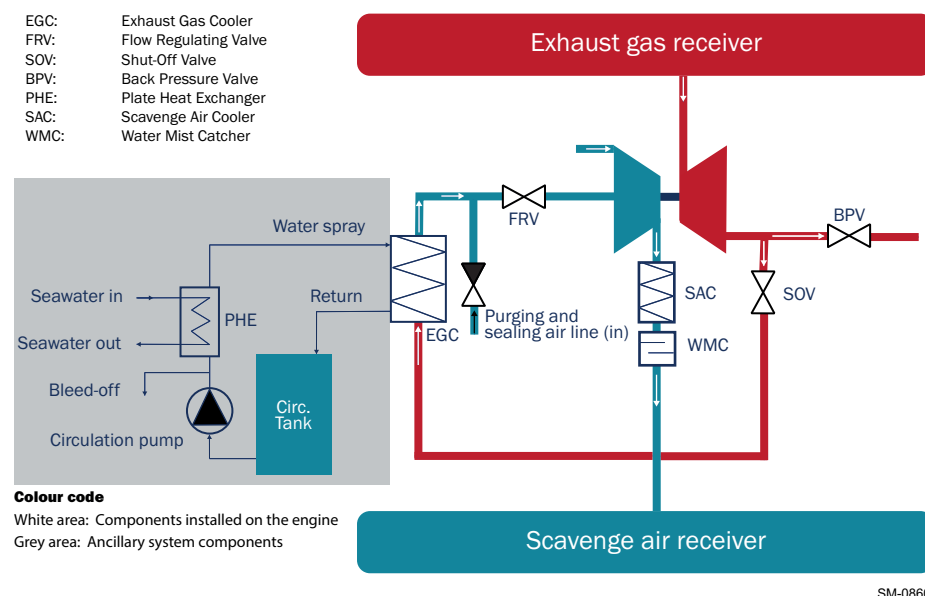 EGC: Exhaust Gas Cooler
FRV: Flow Regulating Valve
SOV: Shut-Off Valve
BPV: Back Pressure Valve
PHE: Plate Heat Exchanger
SAC: Scavenge Air Cooler
WMC: Water Mist Catcher
Exhaust gas receiver
BPV
FRV
Water spray
Seawater in
Return
PHE
SAC
SOV
Purging and
sealing air line (in)
EGC
Seawater out
WMC
Bleed-off
Circ.
Tank
Circulation pump
Colour code
White area: Components installed on the engine
Grey area: Ancillary system components
Scavenge air receiver